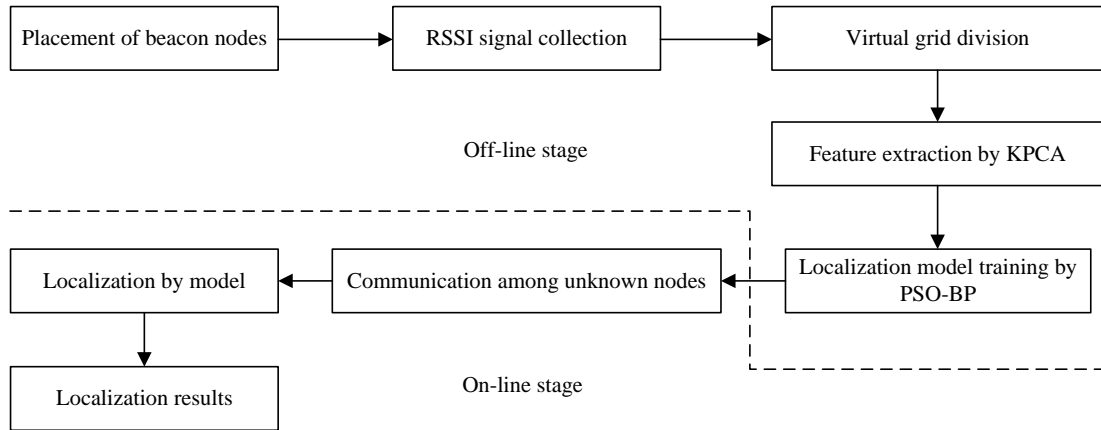 Placement of beacon nodes
RSSI signal collection
Virtual grid division
Off-line stage
Feature extraction by KPCA
Localization by model
Communication among unknown nodes
Localization model training by
PSO-BP
Localization results
On-line stage